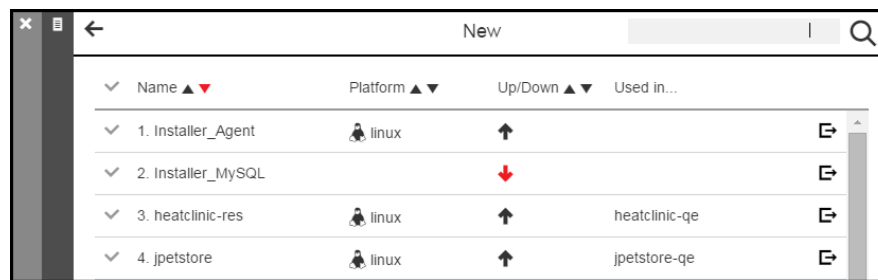 New
Name Platform Up/Down Used in...
1. Installer_Agent linux
2. Installer_MySQL
3. heatclinic-res linux heatclinic-qe
4. jpetstore linux jpetstore-qe